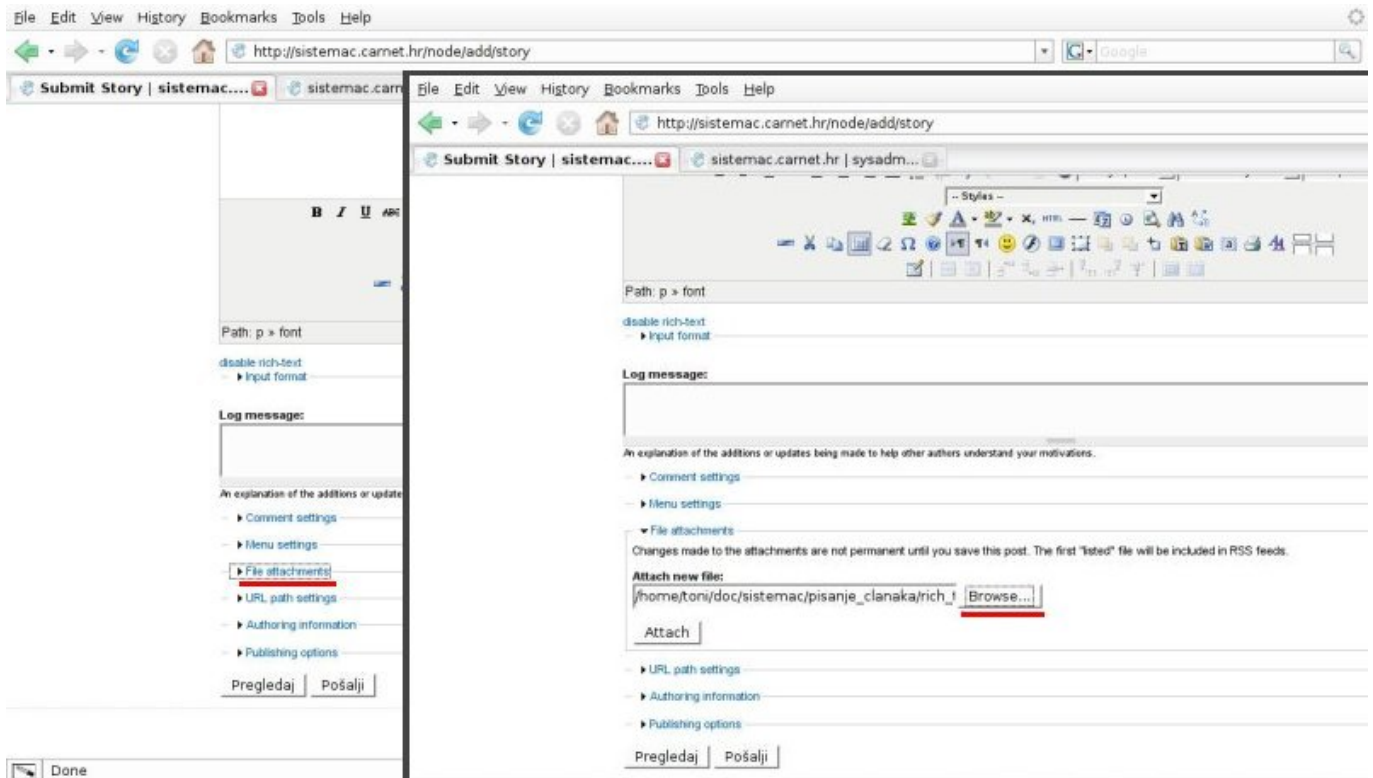 File Edit View History Bookmarks Tools Help
http://sistemac.carnet.hr/node/add/story
Google
Submit Story | sistemac....
sistemac.carn
B I U ABC
Path: p » font
disable rich-text
Input format
Log message:
An explanation of the additions or update
Comment settings
Menu settings
File attachments
URL path settings
Authoring information
Publishing options
Pregledaj Pošalji
Done
File Edit View History Bookmarks Tools Help
http://sistemac.carnet.hr/node/add/story
Submit Story | sistemac....
sistemac.carnet.hr | sysadm...
-- Styles --
HTML
Path: p » font
disable rich-text
Input format
Log message:
An explanation of the additions or updates being made to help other authors understand your motivations.
Comment settings
Menu settings
File attachments
Changes made to the attachments are not permanent until you save this post. The first "listed" file will be included in RSS feeds.
Attach new file:
/home/toni/doc/sistemac/pisanje_clanaka/rich_ Browse...
Attach
URL path settings
Authoring information
Publishing options
Pregledaj Pošalji